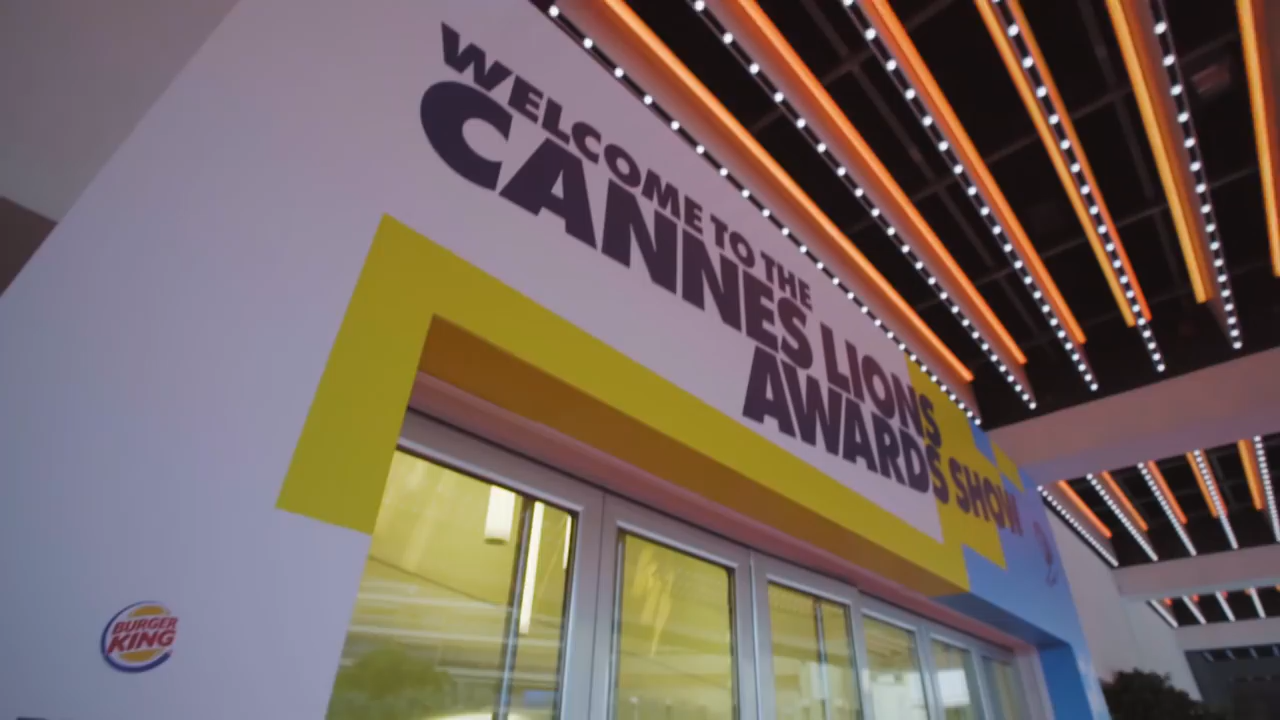 WELCOME TO THE
CANNES LIONS
AWARDS SHOW
BURGER
KING